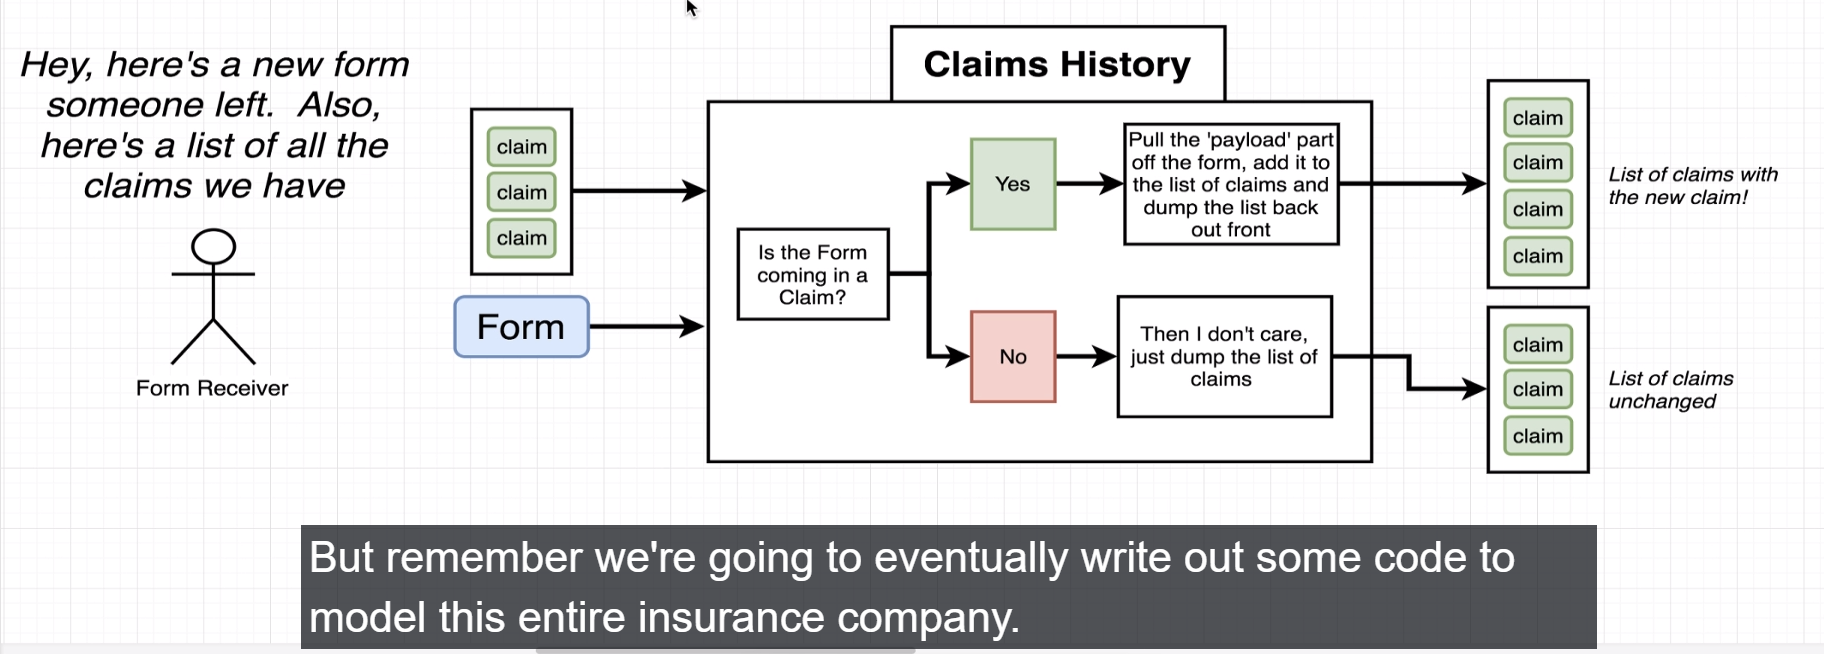 Hey, here's a new form
someone left. Also,
here's a list of all the
claims we have
Form Receiver
claim
claim
claim
Form
Claims History
Is the Form
coming in a
Claim?
Yes
Pull the 'payload' part
off the form, add it to
the list of claims and
dump the list back
out front
No
Then I don't care,
just dump the list of
claims
claim
claim
claim
claim
List of claims with
the new claim!
claim
claim
claim
List of claims
unchanged
But remember we're going to eventually write out some code to
model this entire insurance company.